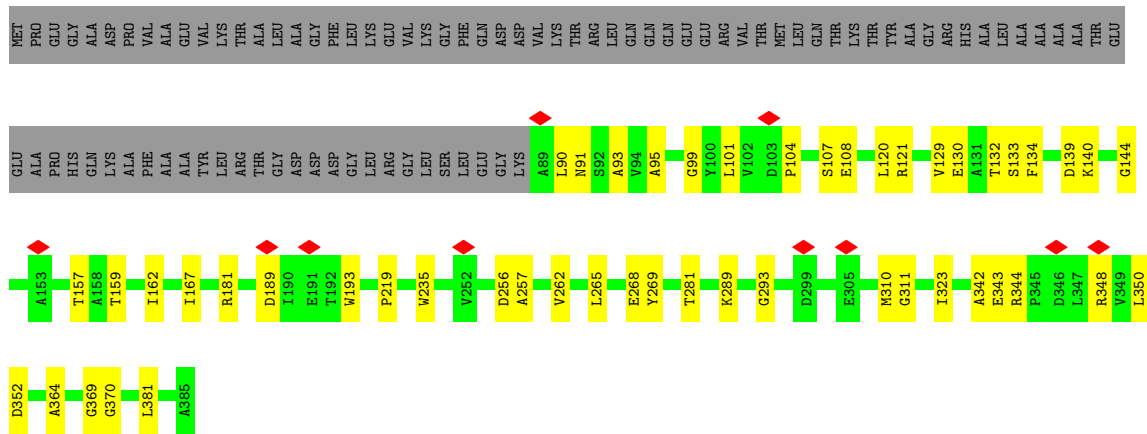 MET PRO GLU GLY ALA ASP PRO VAL ALA GLU VAL LYS THR ALA LEU ALA GLY PHE LEU LYS GLU VAL LYS GLY PHE GLN ASP ASP VAL LYS THR ARG LEU GLN GLN GLN GLU GLU ARG VAL THR MET LEU GLN THR LYS THR TYR ALA GLY ARG HIS ALA LEU ALA ALA ALA ALA THR GLU
GLU ALA PRO HIS GLN LYS ALA PHE ALA ALA TYR LEU ARG THR GLY ASP ASP ASP GLY LEU ARG GLY LEU SER LEU GLU GLY LYS A89 L90 N91 S92 A93 V94 A95 G99 Y100 L101 V102 D103 P104 S107 E108 L120 R121 V129 E130 A131 T132 S133 F134 D139 K140 G144
A153 T157 A158 T159 I162 I167 R181 D189 I190 E191 T192 W193 P219 W235 V252 D256 A257 V262 L265 E268 Y269 T281 K289 G293 D299 E305 M310 G311 I323 A342 E343 R344 P345 D346 L347 R348 V349 L350
D352 A364 G369 G370 L381 A385